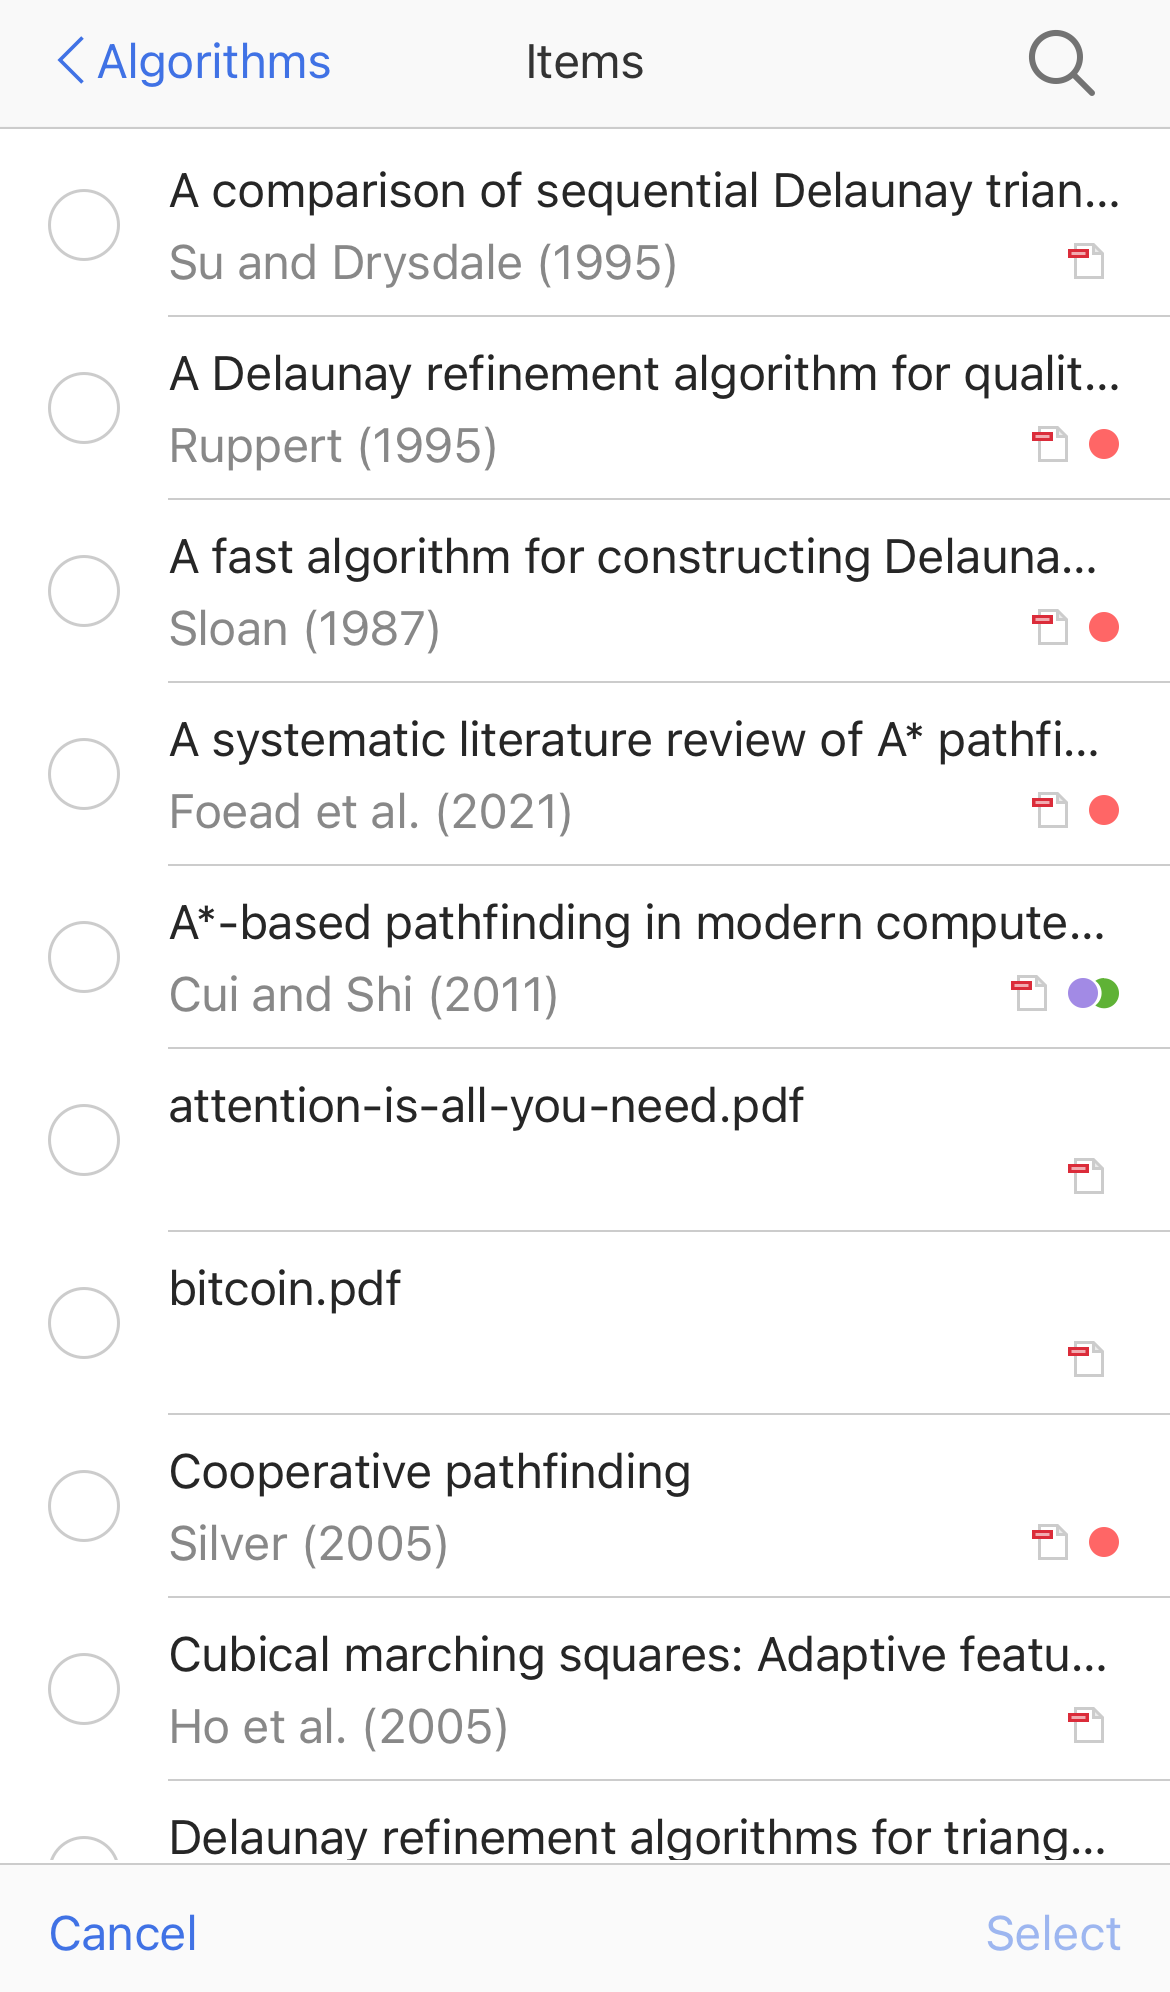 Algorithms
Items
A comparison of sequential Delaunay trian...
Su and Drysdale (1995)
A Delaunay refinement algorithm for qualit...
Ruppert (1995)
A fast algorithm for constructing Delauna...
Sloan (1987)
A systematic literature review of A* pathfi...
Foead et al. (2021)
A*-based pathfinding in modern compute...
Cui and Shi (2011)
attention-is-all-you-need.pdf
bitcoin.pdf
Cooperative pathfinding
Silver (2005)
Cubical marching squares: Adaptive featu...
Ho et al. (2005)
Delaunay refinement algorithms for triang...
Cancel
Select